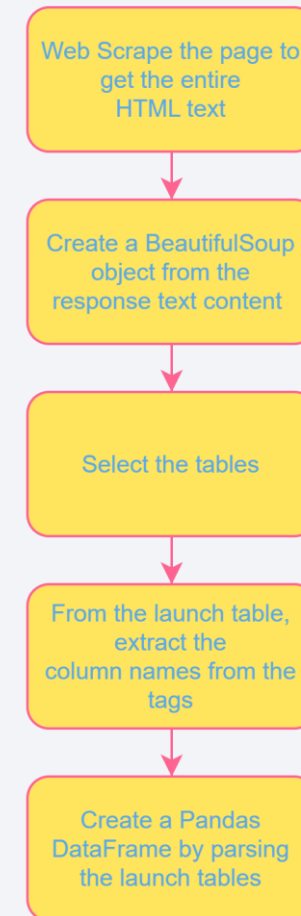 Web Scrape the page to
get the entire
HTML text
Create a BeautifulSoup
object from the
response text content
Select the tables
From the launch table,
extract the
column names from the
tags
Create a Pandas
DataFrame by parsing
the launch tables